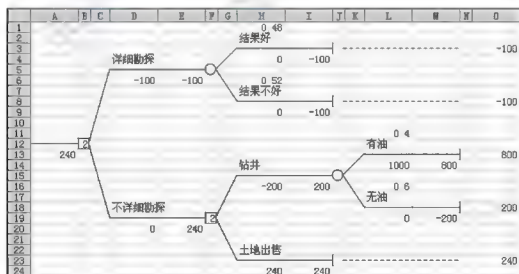 A B C D E F G H I J K L M N O
1 0 48
2 结果好
3 -100
4 0 -100
5 详细勘探
6 -100 -100 0 52
7 结果不好
8 -100
9 0 -100
10
11 0 4
12 2 有油
13 240 800
14 钻井 1000 800
15
16 -200 200 0 6
17 无油
18 不详细勘探 200
19 2 0 -200
20 0 240
21
22 土地出售
23 240
24 240 240